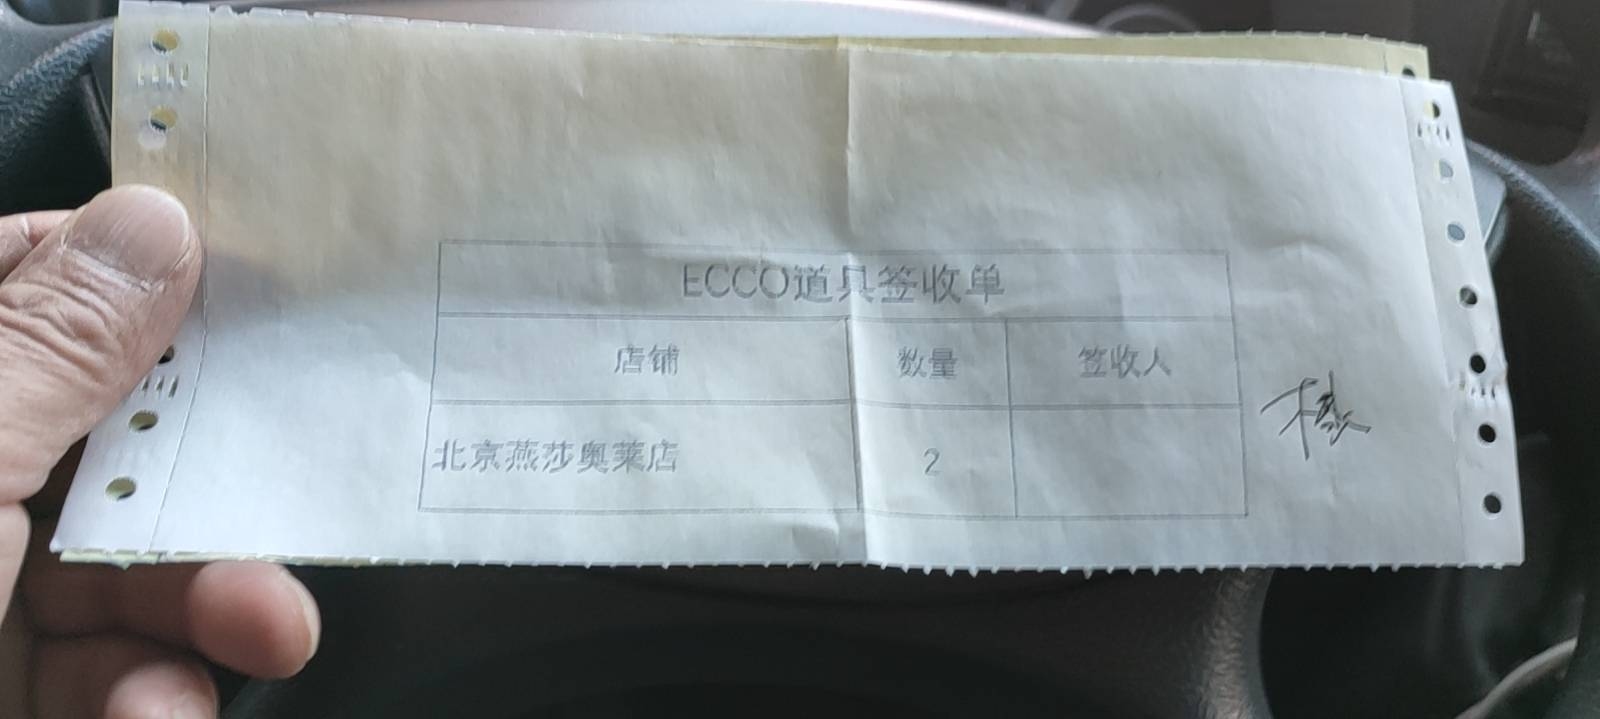 ECCO道具签收单
店铺 数量 签收人
北京燕莎奥莱店 2